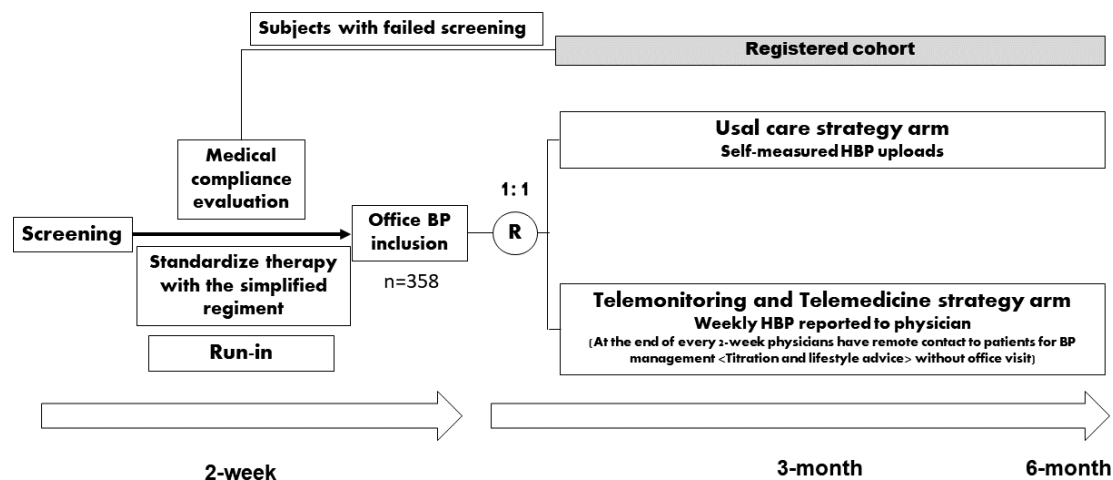 Subjects with failed screening
Registered cohort
Medical
compliance
evaluation
Usal care strategy arm
Self-measured HBP uploads
1:1
Screening
Office BP
inclusion
R
n=358
Standardize therapy
with the simplified
regiment
Run-in
Telemonitoring and Telemedicine strategy arm
Weekly HBP reported to physician
(At the end of every 2-week physicians have remote contact to patients for BP
management <Titration and lifestyle advice> without office visit)
2-week
3-month
6-month